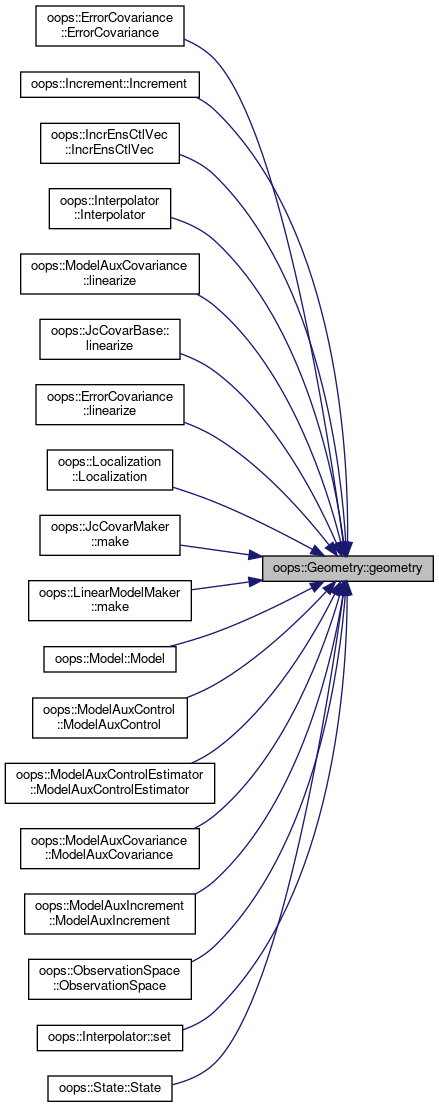 oops::ErrorCovariance
::ErrorCovariance
oops::Increment::Increment
oops::IncrEnsCtlVec
::IncrEnsCtlVec
oops::Interpolator
::Interpolator
oops::ModelAuxCovariance
::linearize
oops::JcCovarBase::
linearize
oops::ErrorCovariance
::linearize
oops::Localization
::Localization
oops::JcCovarMaker
::make
oops::Geometry::geometry
oops::LinearModelMaker
::make
oops::Model::Model
oops::ModelAuxControl
::ModelAuxControl
oops::ModelAuxControlEstimator
::ModelAuxControlEstimator
oops::ModelAuxCovariance
::ModelAuxCovariance
oops::ModelAuxIncrement
::ModelAuxIncrement
oops::ObservationSpace
::ObservationSpace
oops::Interpolator::set
oops::State::State